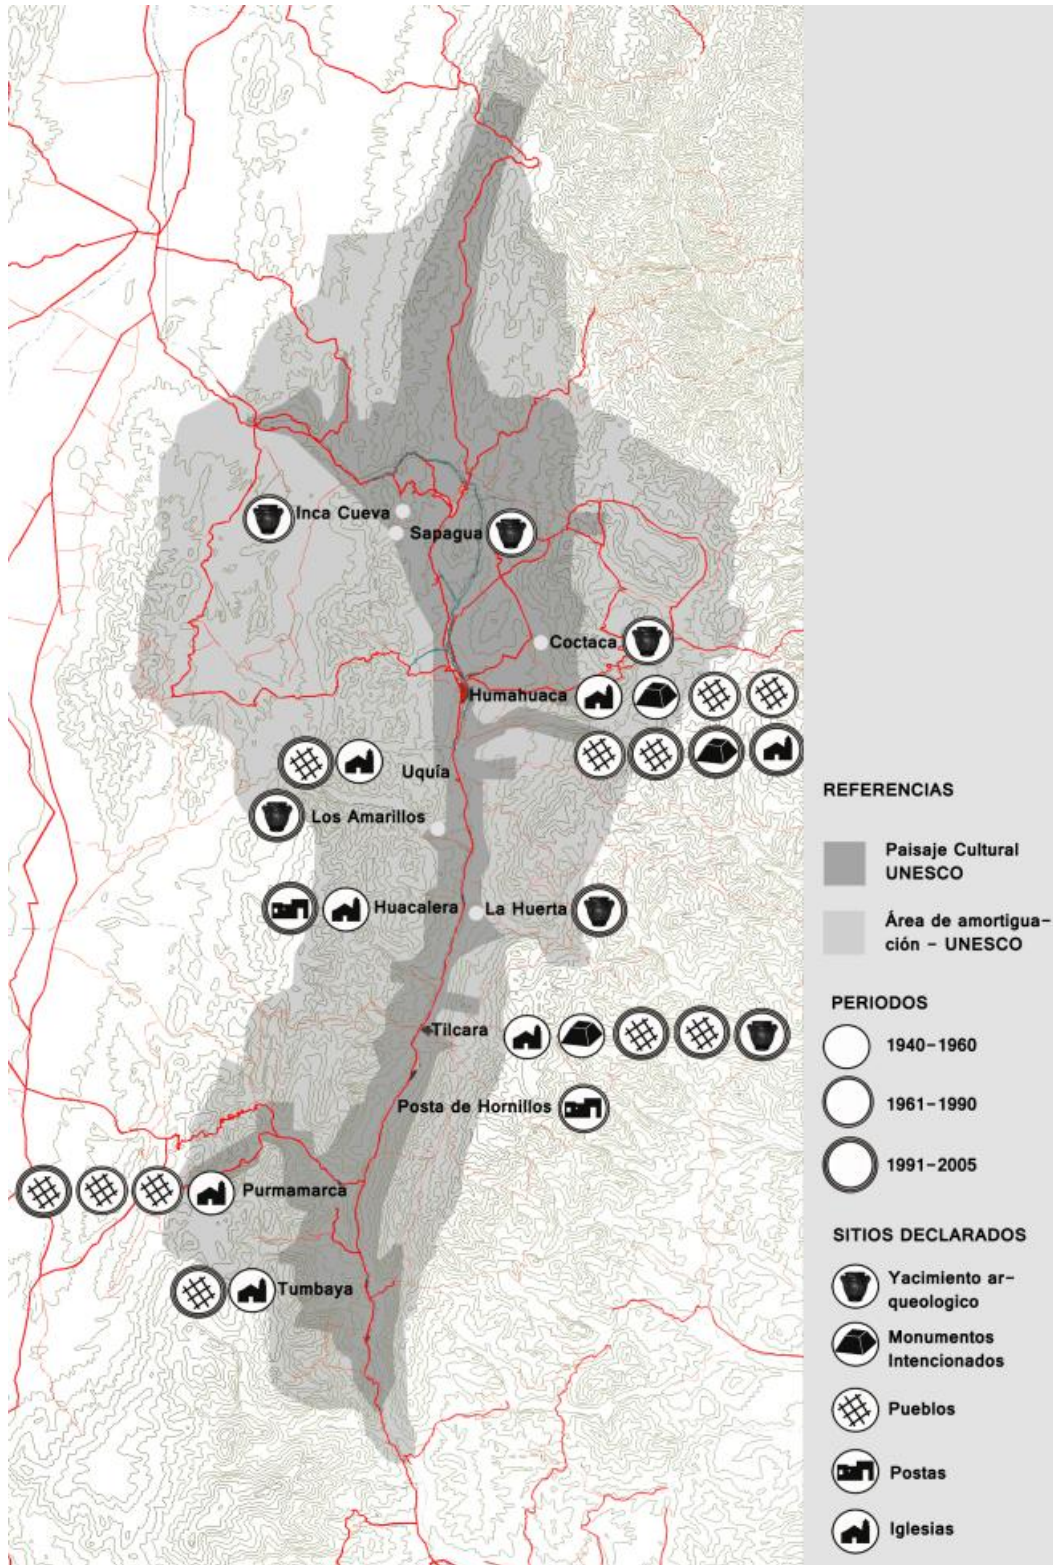 Inca Cueva
Sapagua
Coctaca
Humahuaca
Uquía
Los Amarillos
Huacalera
La Huerta
Tilcara
Posta de Hornillos
Purmamarca
Tumbaya
REFERENCIAS
Paisaje Cultural
UNESCO
Área de amortigua-
ción - UNESCO
PERIODOS
1940-1960
1961-1990
1991-2005
SITIOS DECLARADOS
Yacimiento ar-
queologico
Monumentos
Intencionados
Pueblos
Postas
Iglesias